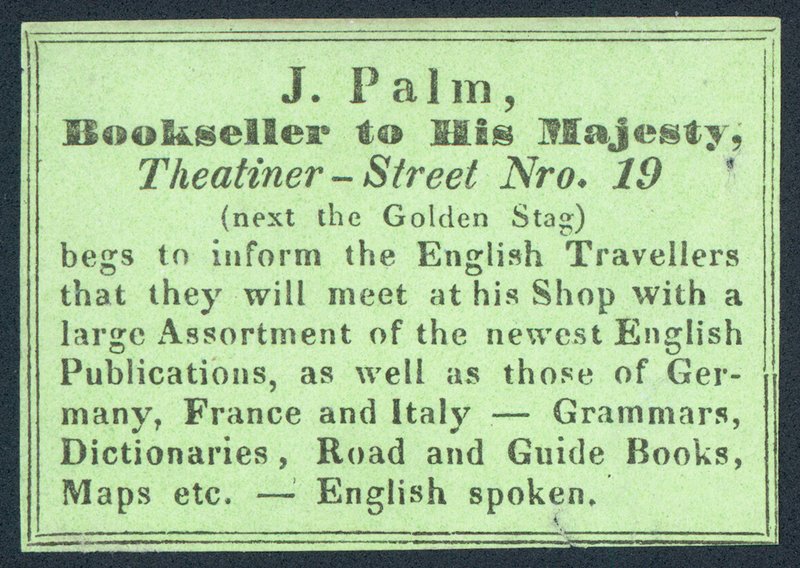 J. Palm,
Bookseller to His Majesty,
Theatiner – Street Nro. 19
(next the Golden Stag)
begs to inform the English Travellers
that they will meet at his Shop with a
large Assortment of the newest English
Publications, as well as those of Ger-
many, France and Italy — Grammars,
Dictionaries, Road and Guide Books,
Maps etc. — English spoken.